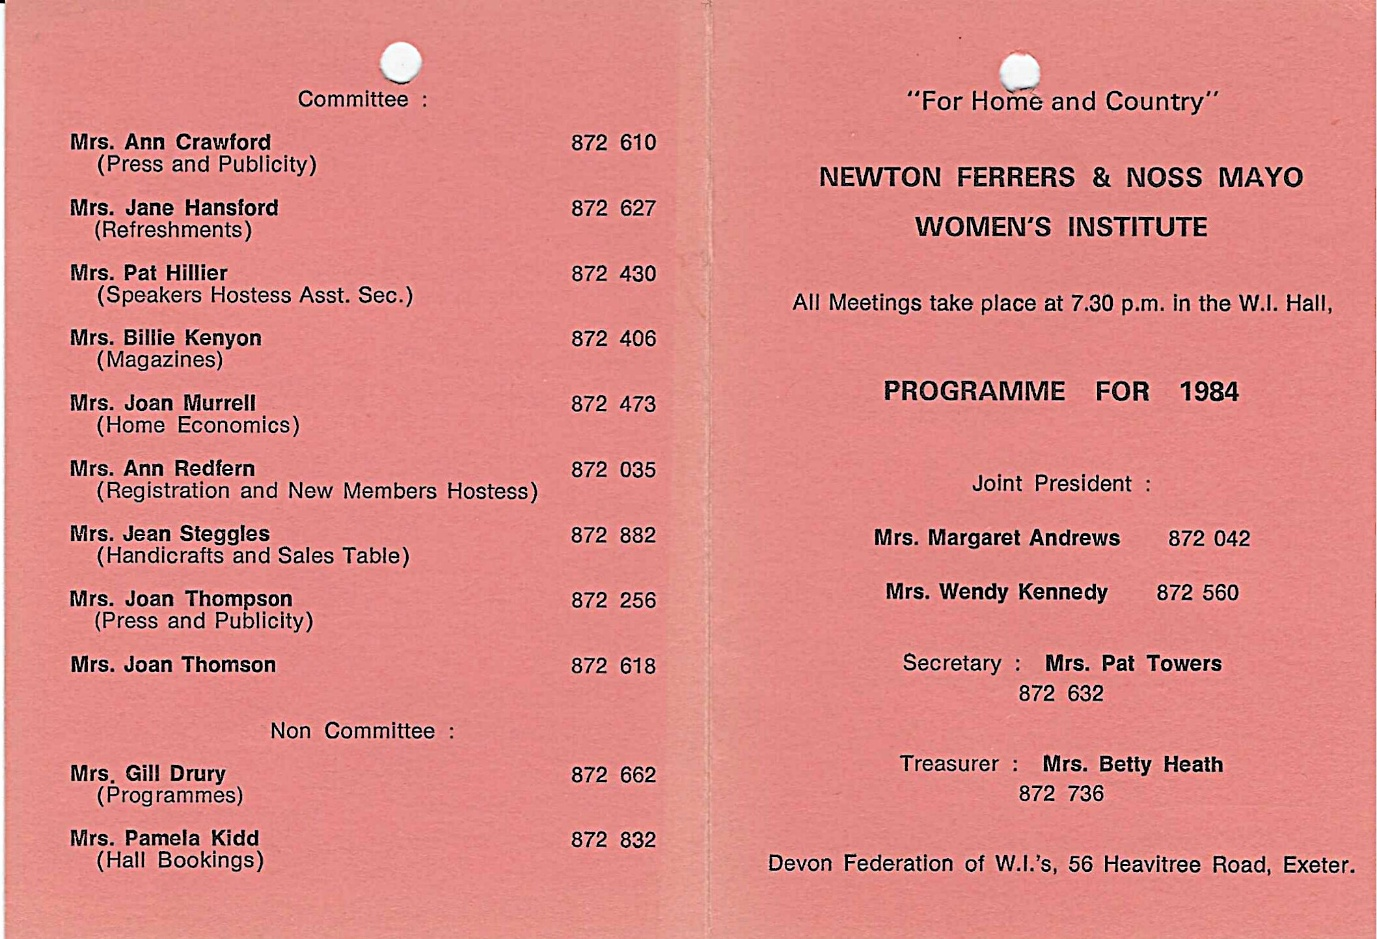 Committee :
Mrs. Ann Crawford 872 610
(Press and Publicity)
Mrs. Jane Hansford 872 627
(Refreshments)
Mrs. Pat Hillier 872 430
(Speakers Hostess Asst. Sec.)
Mrs. Billie Kenyon 872 406
(Magazines)
Mrs. Joan Murrell 872 473
(Home Economics)
Mrs. Ann Redfern 872 035
(Registration and New Members Hostess)
Mrs. Jean Steggles 872 882
(Handicrafts and Sales Table)
Mrs. Joan Thompson 872 256
(Press and Publicity)
Mrs. Joan Thomson 872 618
Non Committee :
Mrs. Gill Drury 872 662
(Programmes)
Mrs. Pamela Kidd 872 832
(Hall Bookings)
"For Home and Country"
NEWTON FERRERS & NOSS MAYO
WOMEN'S INSTITUTE
All Meetings take place at 7.30 p.m. in the W.I. Hall,
PROGRAMME FOR 1984
Joint President :
Mrs. Margaret Andrews 872 042
Mrs. Wendy Kennedy 872 560
Secretary : Mrs. Pat Towers
872 632
Treasurer : Mrs. Betty Heath
872 736
Devon Federation of W.I.'s, 56 Heavitree Road, Exeter.